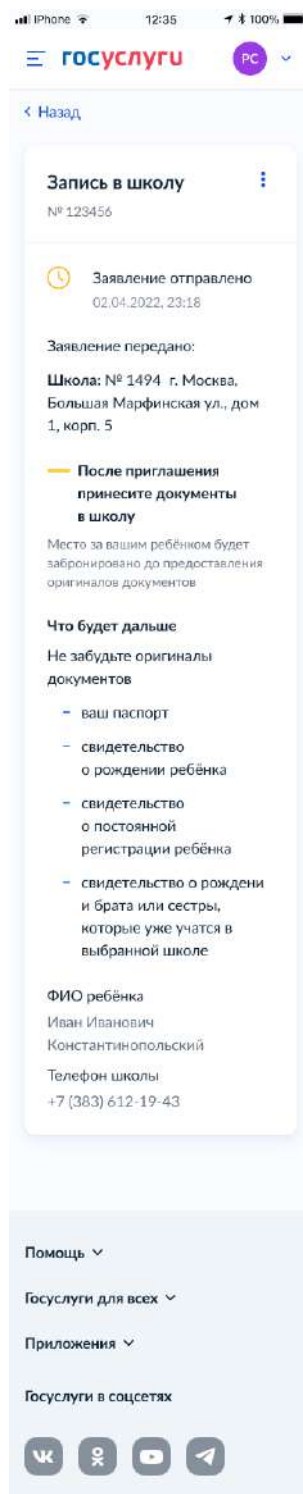 iPhone 12:35 100%
госуслуги РС
Назад
Запись в школу
№ 123456
Заявление отправлено
02.04.2022, 23:18
Заявление передано:
Школа: № 1494 г. Москва,
Большая Марфинская ул., дом
1, корп. 5
После приглашения
принесите документы
в школу
Место за вашим ребёнком будет
забронировано до предоставления
оригиналов документов
Что будет дальше
Не забудьте оригиналы
документов
– ваш паспорт
– свидетельство
о рождении ребёнка
– свидетельство
о постоянной
регистрации ребёнка
– свидетельство о рождени
и брата или сестры,
которые уже учатся в
выбранной школе
ФИО ребёнка
Иван Иванович
Константинопольский
Телефон школы
+7 (383) 612-19-43
Помощь
Госуслуги для всех
Приложения
Госуслуги в соцсетях